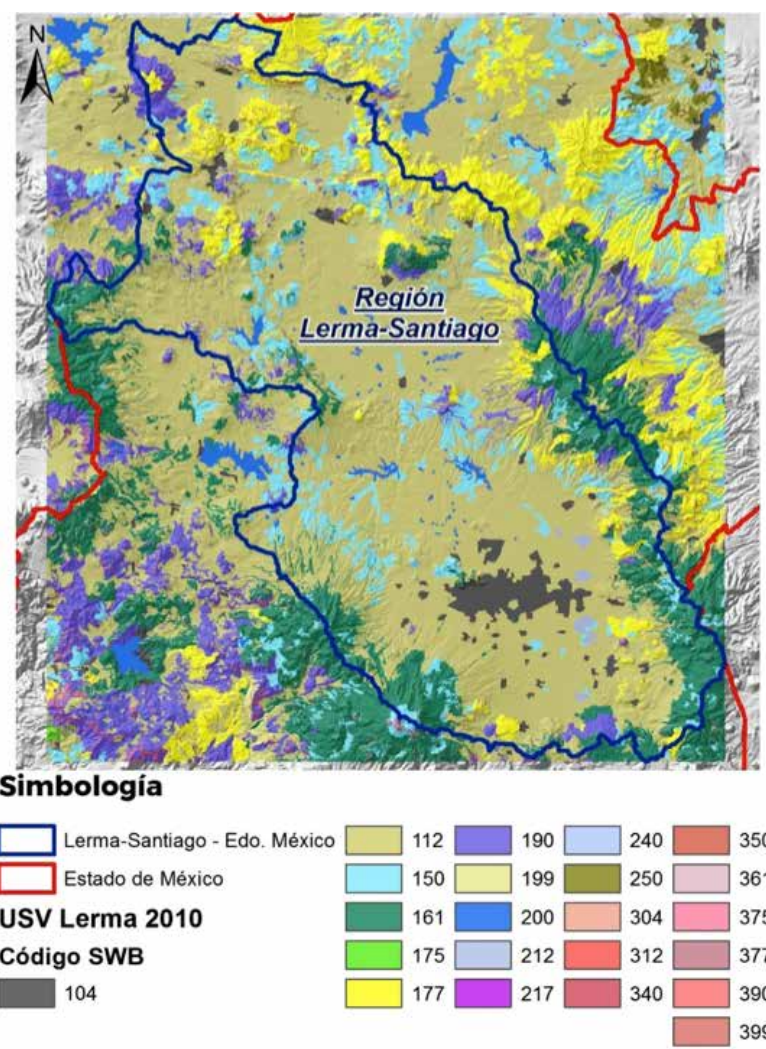 N
Región
Lerma-Santiago
Simbología
Lerma-Santiago - Edo. México
Estado de México
USV Lerma 2010
Código SWB
104
112
150
161
175
177
190
199
200
212
217
240
250
304
312
340
350
361
375
377
390
399